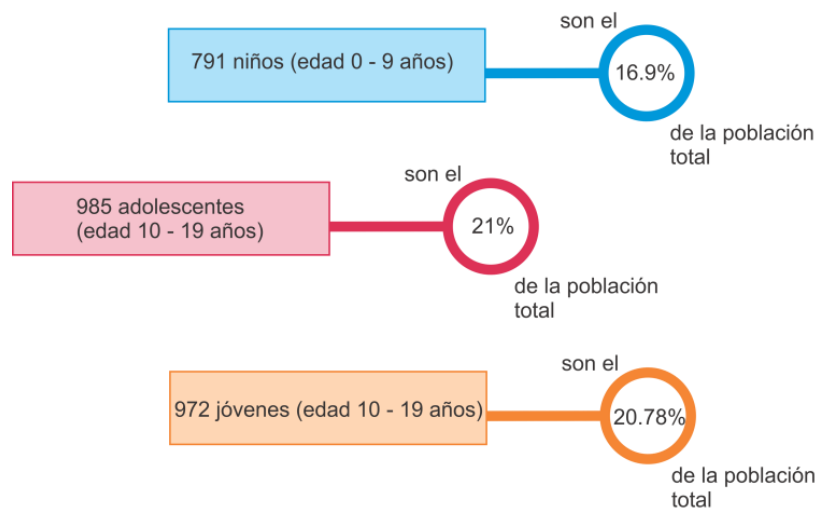 791 niños (edad 0 - 9 años)
son el
16.9%
de la población
total
985 adolescentes
(edad 10 - 19 años)
son el
21%
de la población
total
972 jóvenes (edad 10 - 19 años)
son el
20.78%
de la población
total